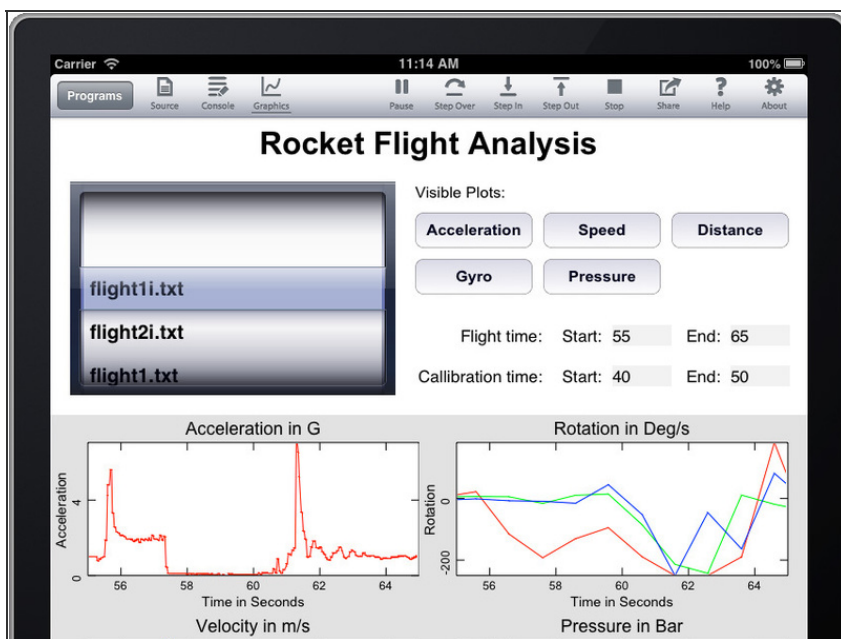 Carrier 11:14 AM 100%
Programs Source Console Graphics Pause Step Over Step In Step Out Stop Share Help About
Rocket Flight Analysis
Visible Plots:
Acceleration Speed Distance
Gyro Pressure
flight1i.txt
flight2i.txt
flight1.txt
Flight time: Start: 55 End: 65
Callibration time: Start: 40 End: 50
Acceleration in G
Acceleration
4
0
56 58 60 62 64
Time in Seconds
Rotation in Deg/s
Rotation
0
-200
56 58 60 62 64
Time in Seconds
Velocity in m/s
Pressure in Bar